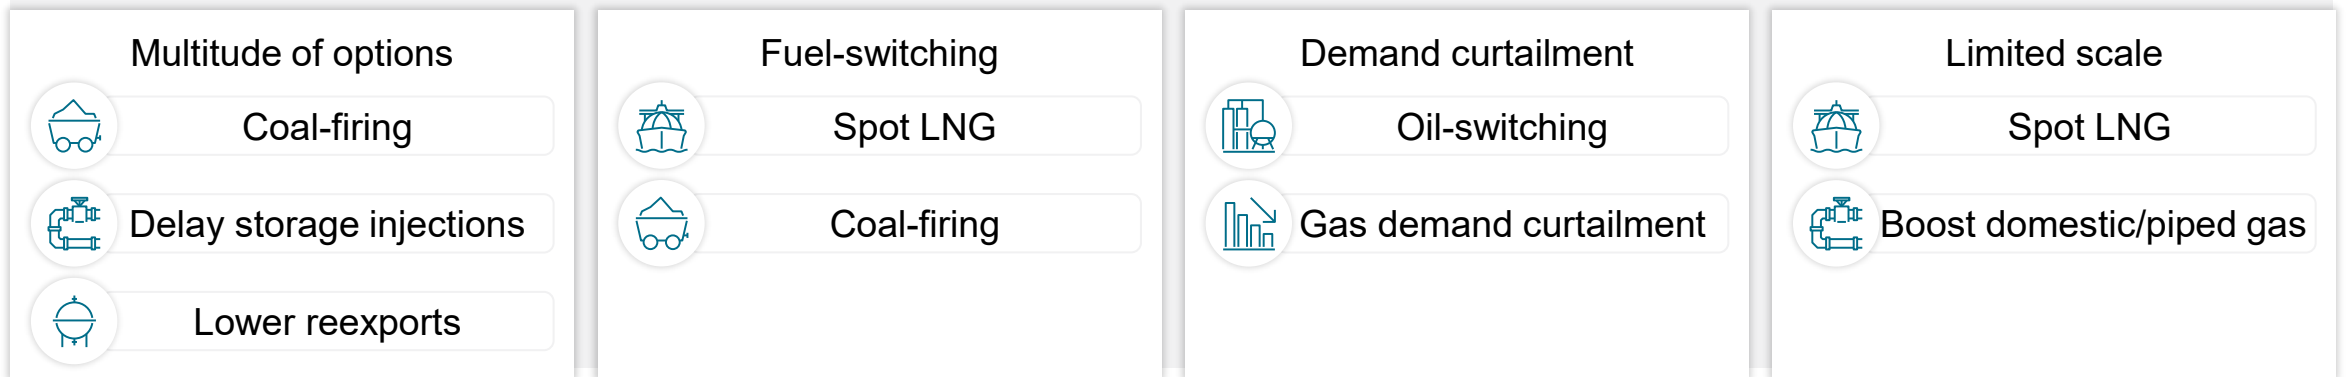 Multitude of options
Coal-firing
Delay storage injections
Lower reexports
Fuel-switching
Spot LNG
Coal-firing
Demand curtailment
Oil-switching
Gas demand curtailment
Limited scale
Spot LNG
Boost domestic/piped gas